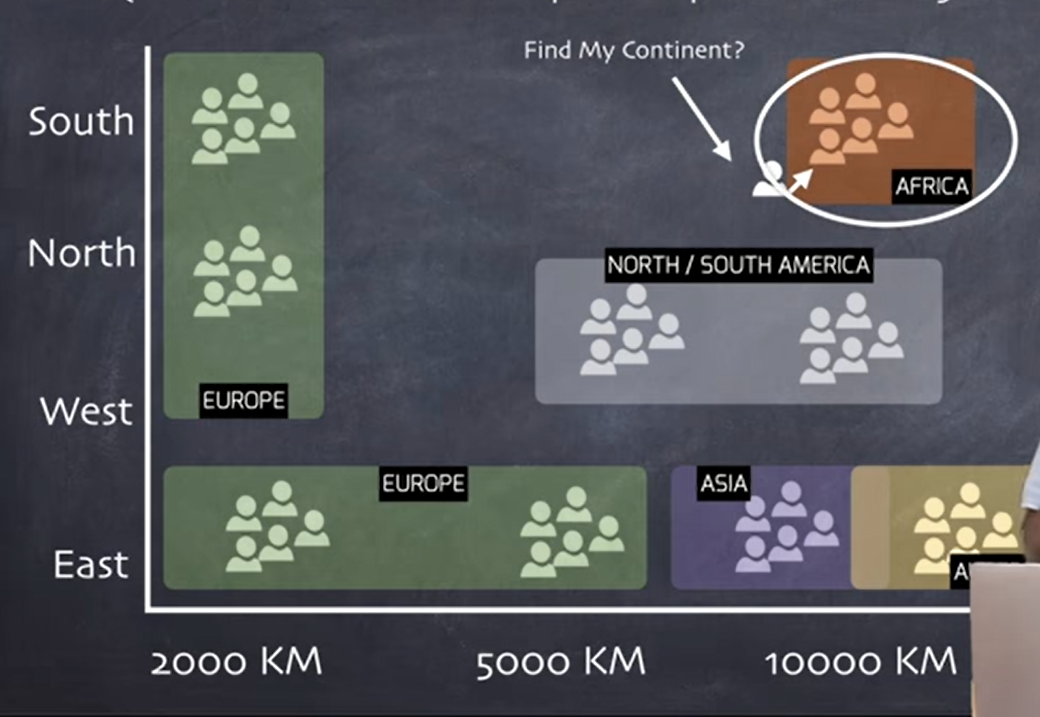 Find My Continent?
South
AFRICA
North
NORTH / SOUTH AMERICA
West
EUROPE
EUROPE
ASIA
East
2000 KM
5000 KM
10000 KM